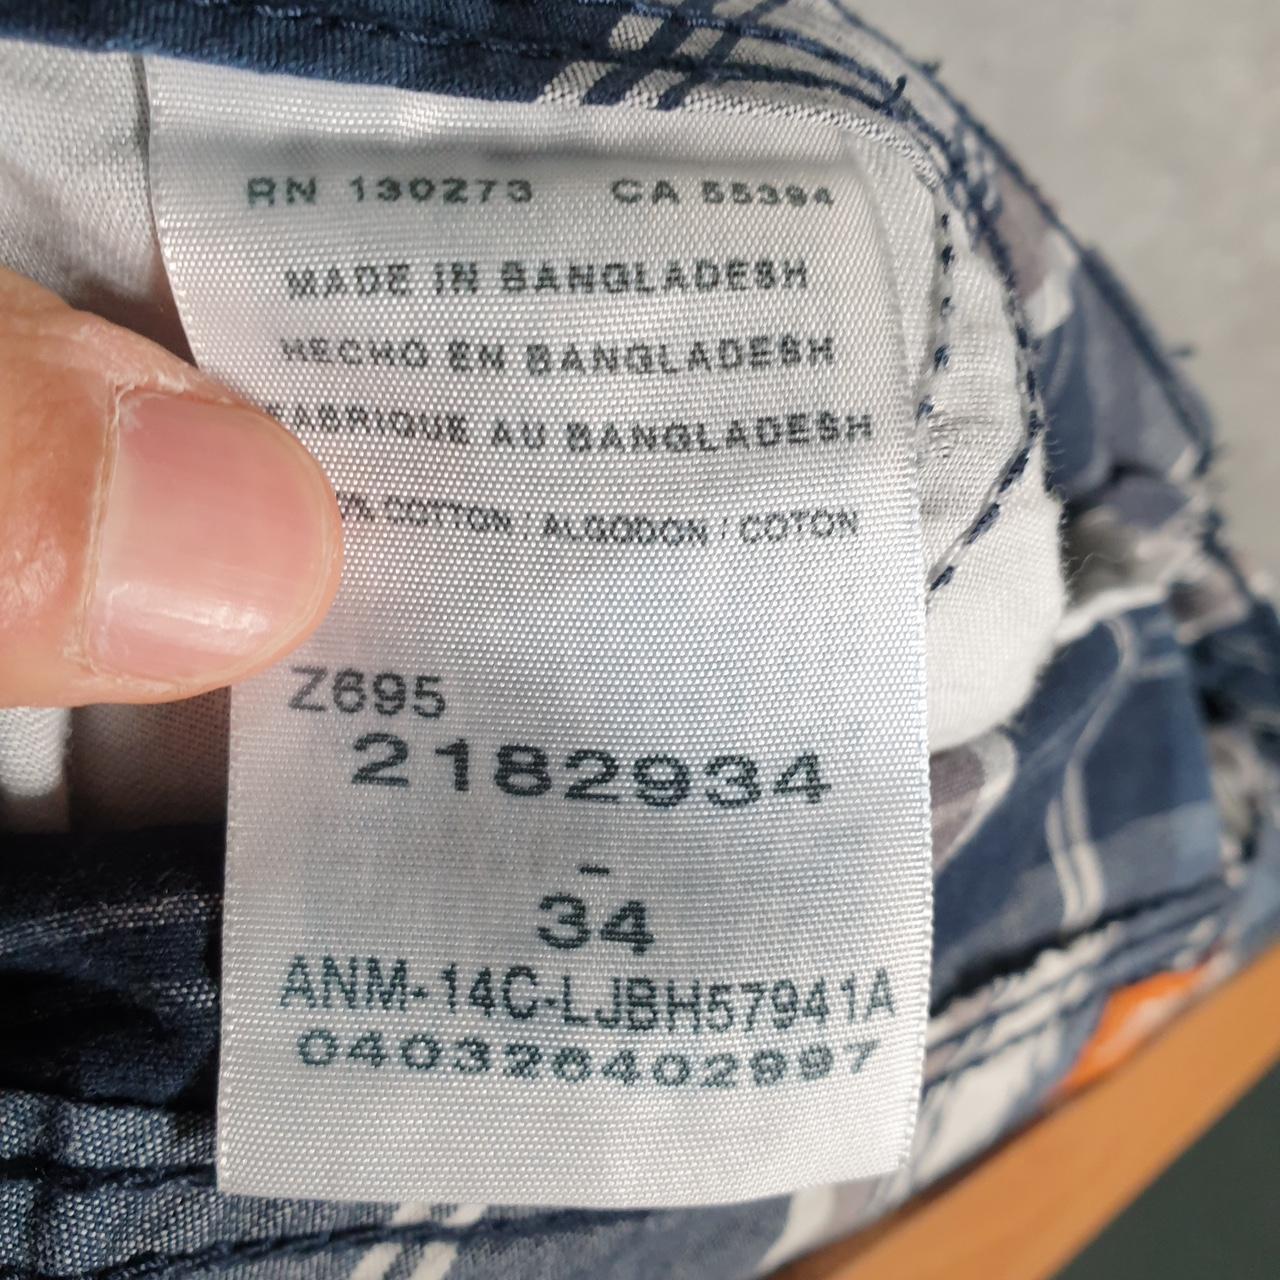 RN 130273 CA 55394
MADE IN BANGLADESH
HECHO EN BANGLADESH
FABRIQUE AU BANGLADESH
% COTTON / ALGODON / COTON
Z695
2182934
-
34
ANM-14C-LJBH57941A
040326402997